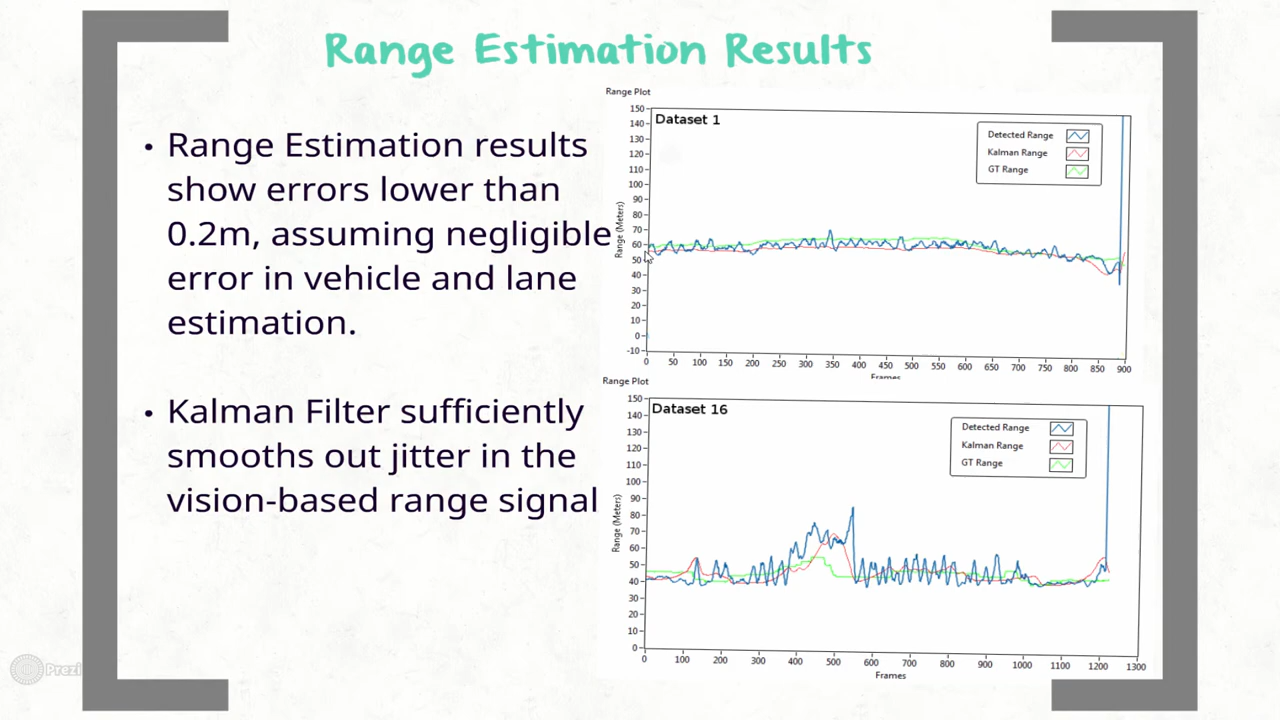 Range Estimation Results
• Range Estimation results
show errors lower than
0.2m, assuming negligible
error in vehicle and lane
estimation.
• Kalman Filter sufficiently
smooths out jitter in the
vision-based range signal
Range Plot
Dataset 1
Detected Range
Kalman Range
GT Range
Range (Meters)
150
140
130
120
110
100
90
80
70
60
50
40
30
20
10
0
-10
0 50 100 150 200 250 300 350 400 450 500 550 600 650 700 750 800 850 900
Frames
Range Plot
Dataset 16
Detected Range
Kalman Range
GT Range
Range (Meters)
150
140
130
120
110
100
90
80
70
60
50
40
30
20
10
0
0 100 200 300 400 500 600 700 800 900 1000 1100 1200 1300
Frames
Prezi